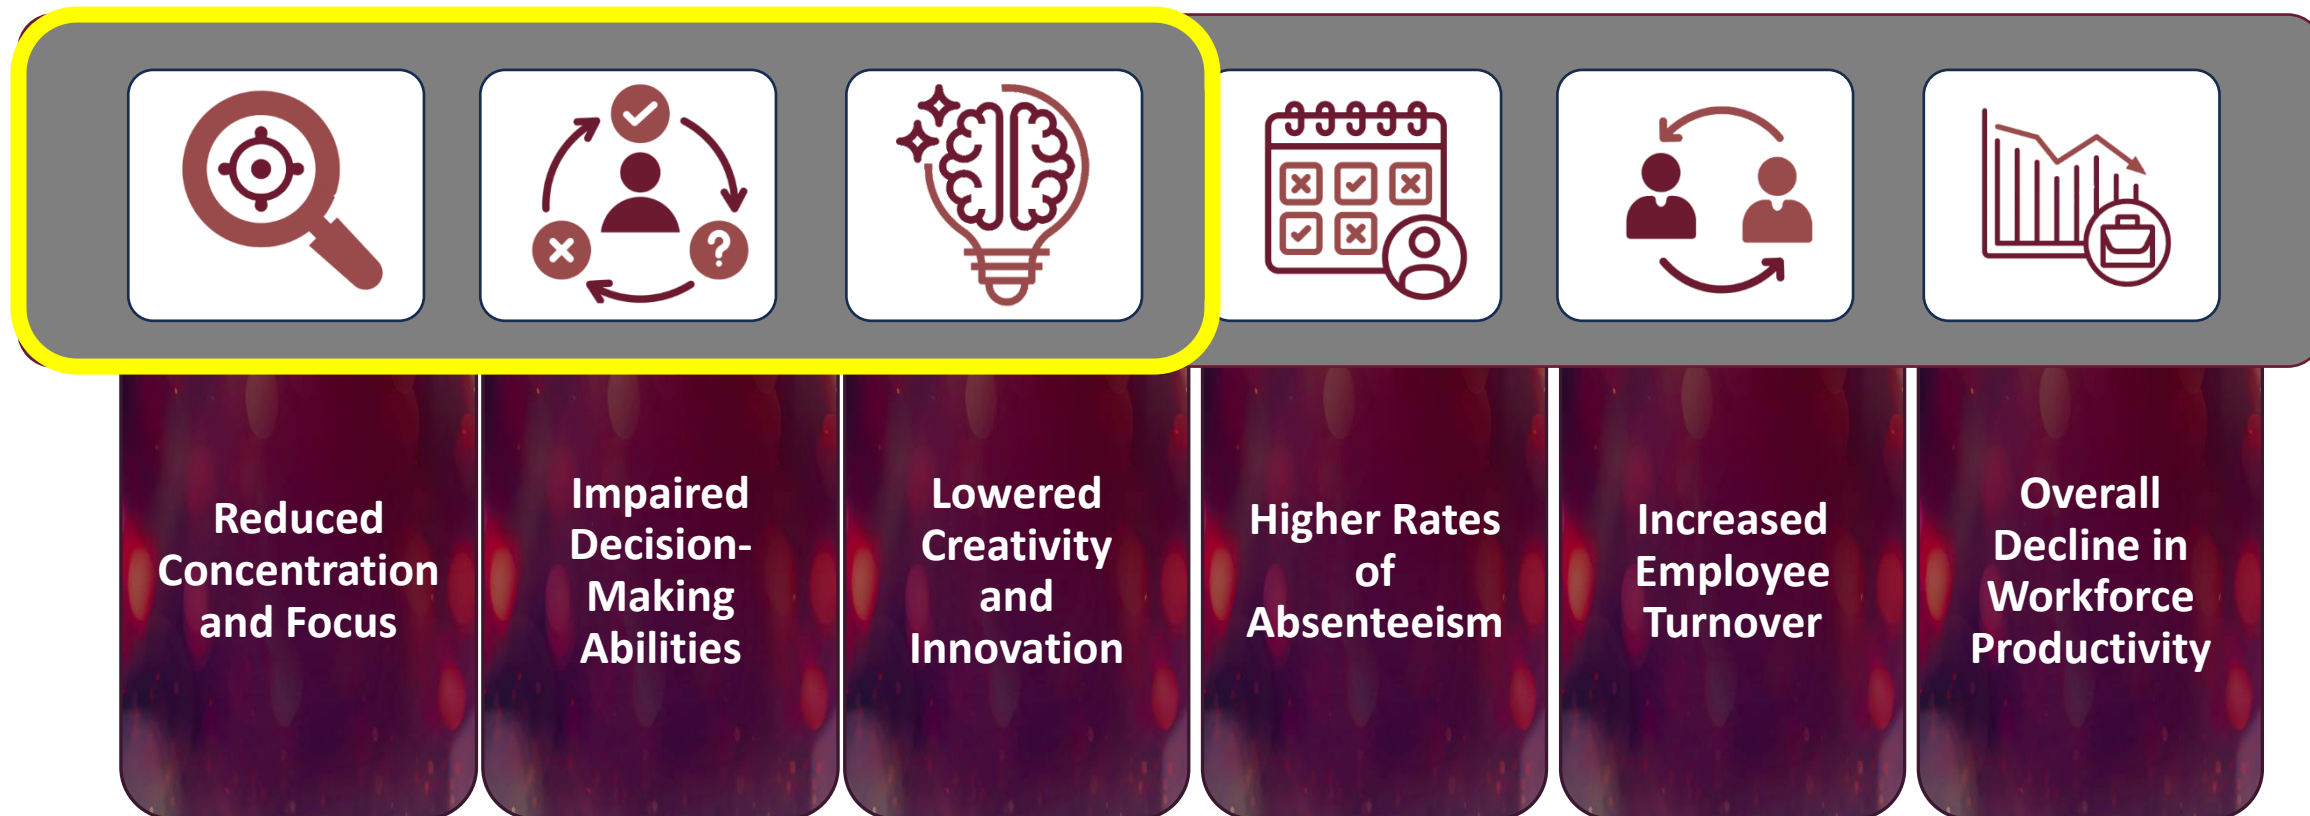 Reduced
Concentration
and Focus
Impaired
Decision-
Making
Abilities
Lowered
Creativity
and
Innovation
Higher Rates
of
Absenteeism
Increased
Employee
Turnover
Overall
Decline in
Workforce
Productivity